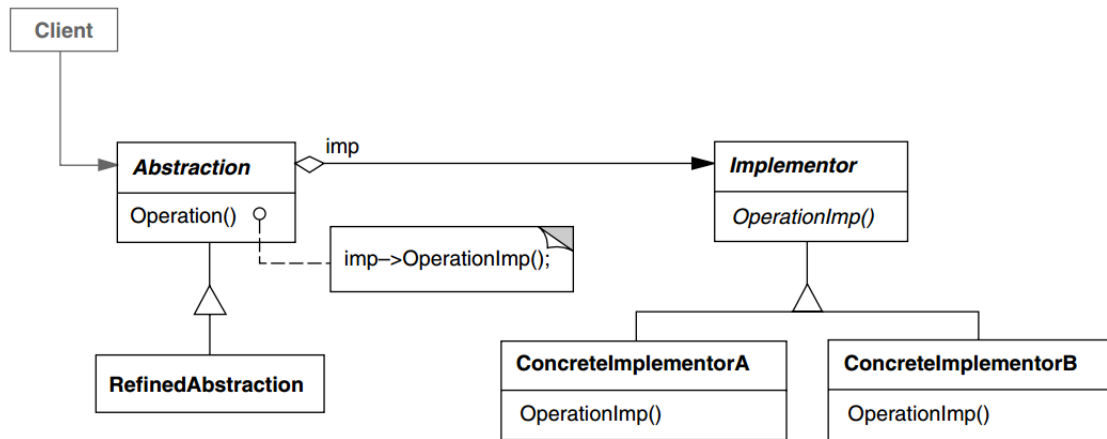 Client
imp
Abstraction
Implementor
Operation()
OperationImp()
imp–>OperationImp();
RefinedAbstraction
ConcreteImplementorA
ConcreteImplementorB
OperationImp()
OperationImp()